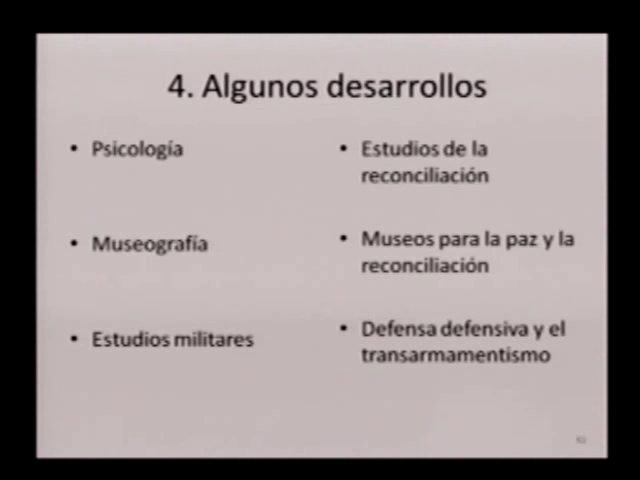 4. Algunos desarrollos
• Psicología
• Estudios de la
reconciliación
• Museografía
• Museos para la paz y la
reconciliación
• Estudios militares
• Defensa defensiva y el
transarmamentismo